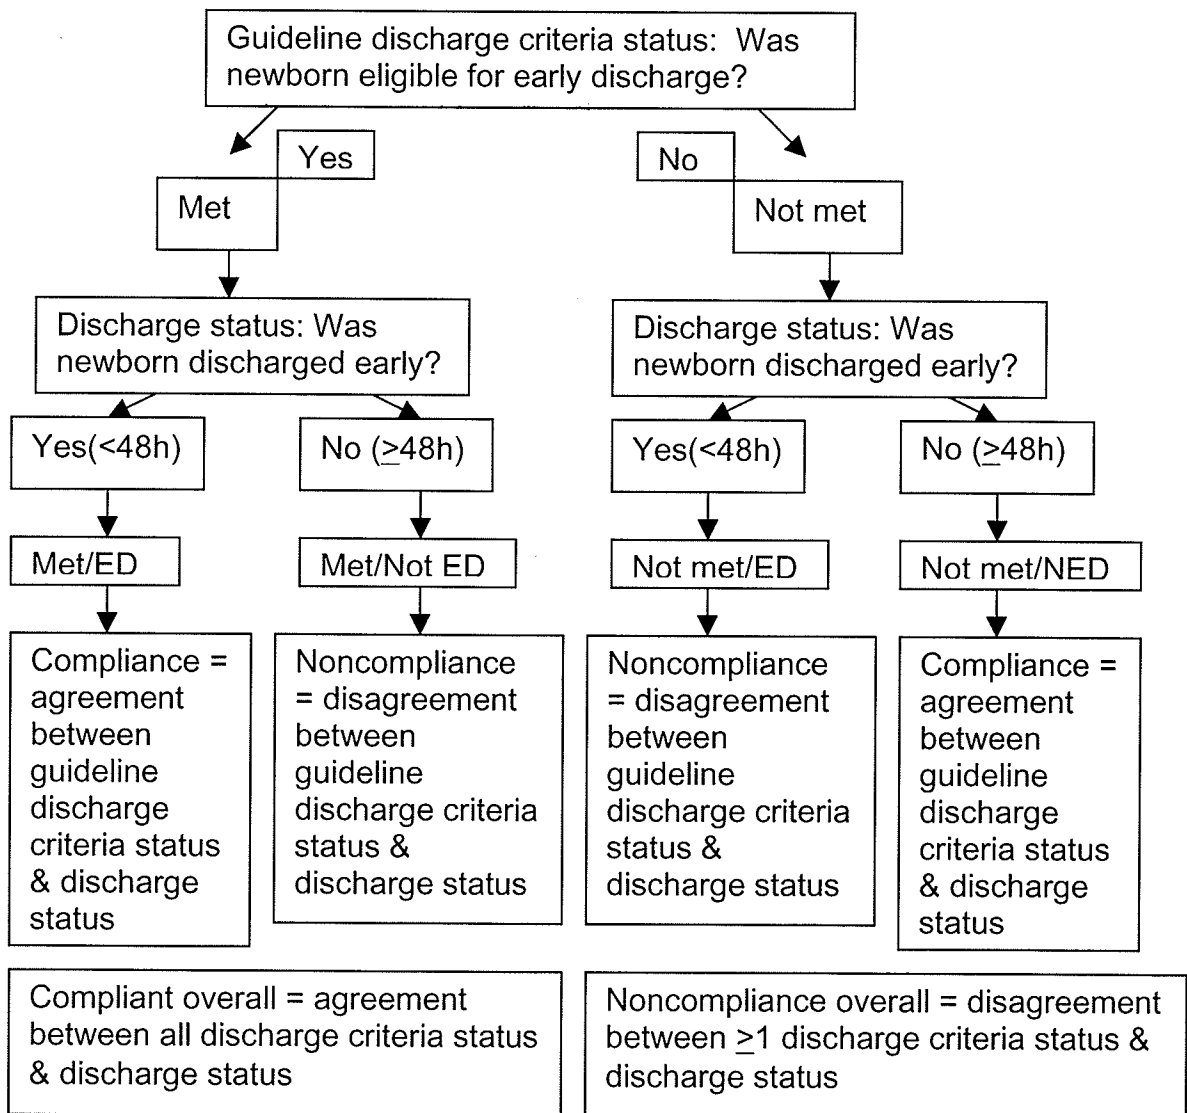 Guideline discharge criteria status:  Was
newborn eligible for early discharge?
Yes
No
Met
Not met
Discharge status: Was
newborn discharged early?
Discharge status: Was
newborn discharged early?
Yes(<48h)
No (≥48h)
Yes(<48h)
No (≥48h)
Met/ED
Met/Not ED
Not met/ED
Not met/NED
Compliance =
agreement
between
guideline
discharge
criteria status
& discharge
status
Noncompliance
= disagreement
between
guideline
discharge criteria
status &
discharge status
Noncompliance
= disagreement
between
guideline
discharge criteria
status &
discharge status
Compliance =
agreement
between
guideline
discharge
criteria status
& discharge
status
Compliant overall = agreement
between all discharge criteria status
& discharge status
Noncompliance overall = disagreement
between ≥1 discharge criteria status &
discharge status